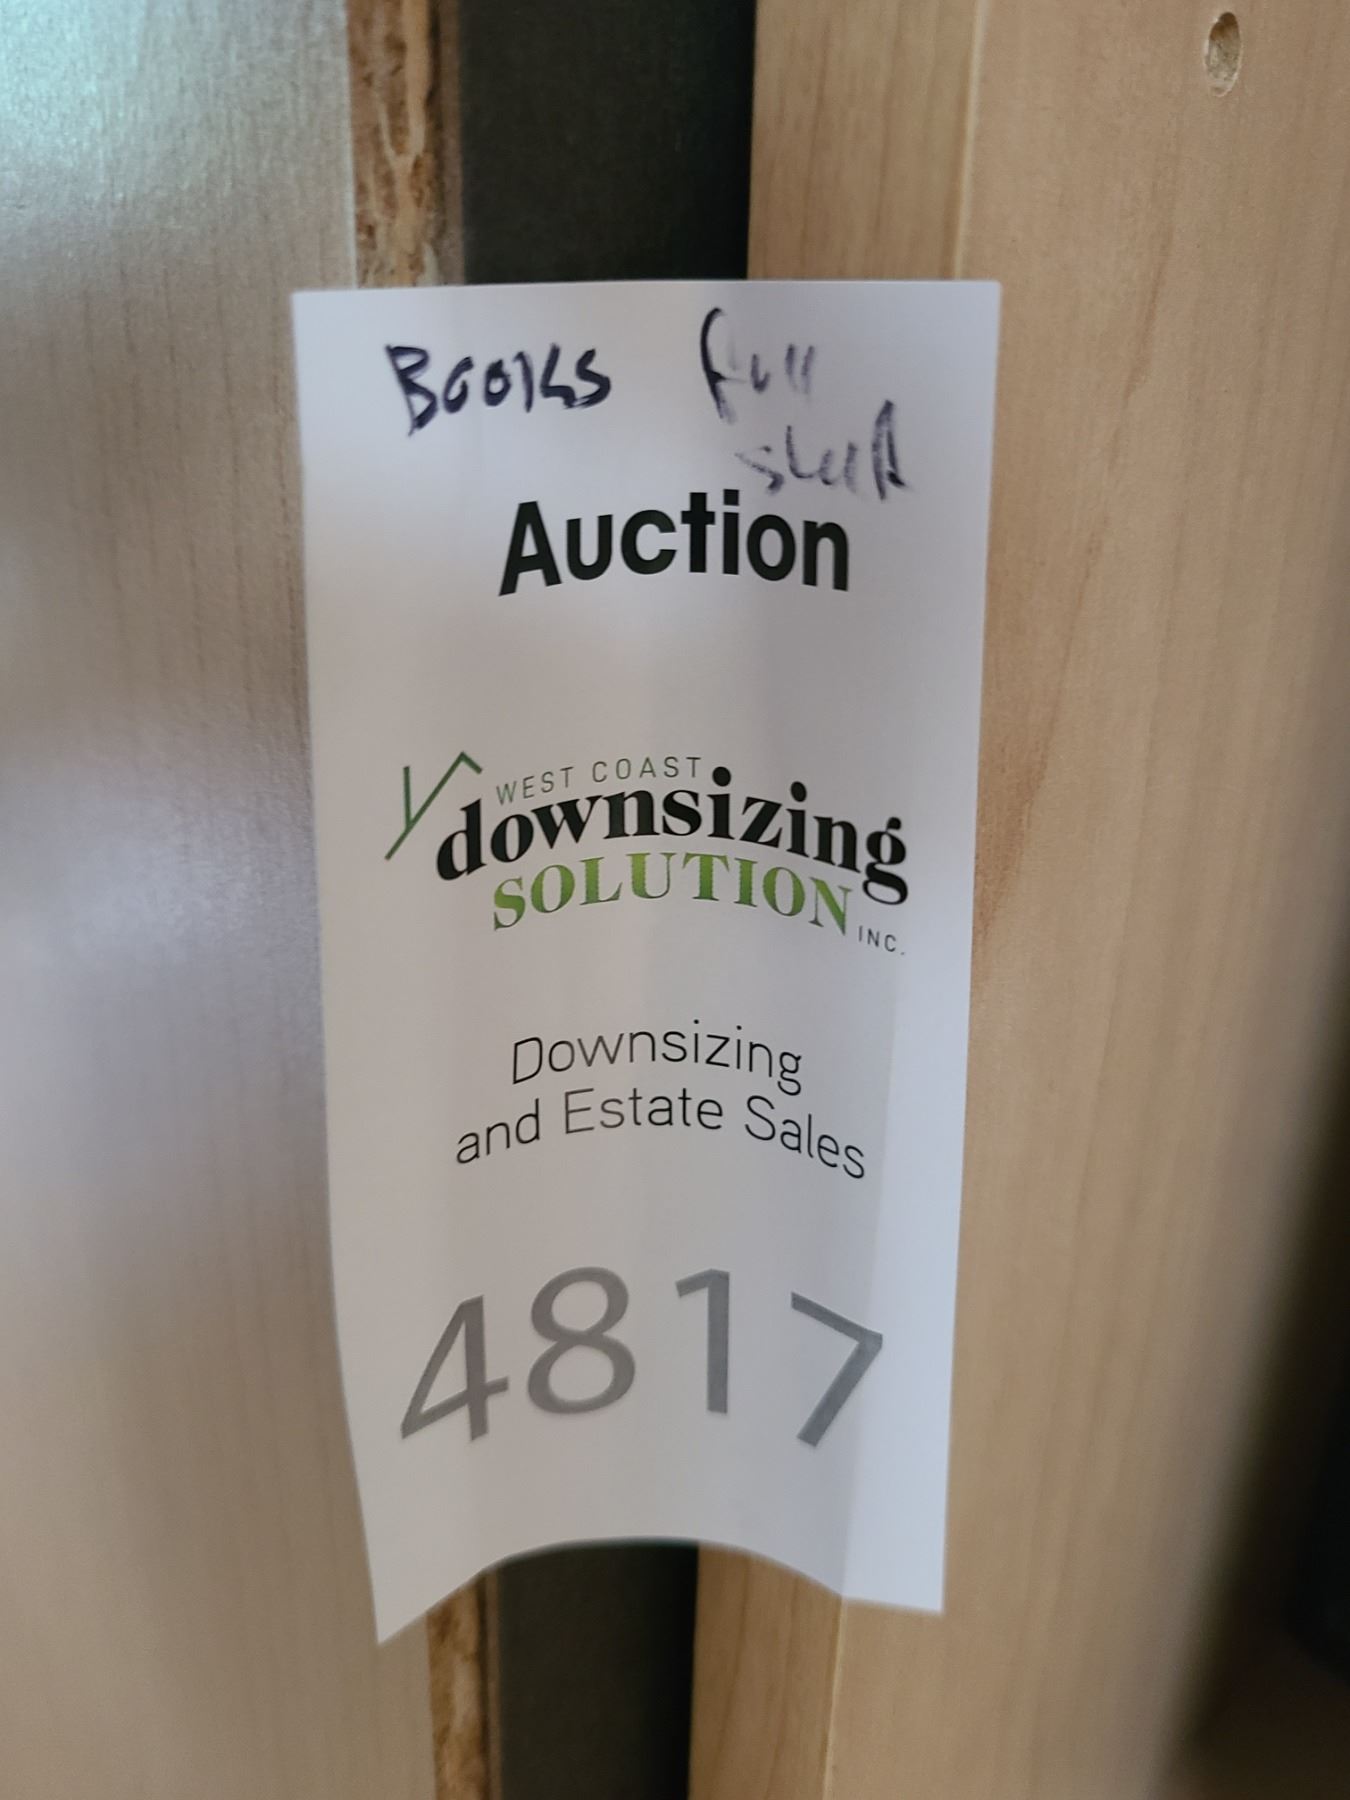 Books full
shelf
Auction
WEST COAST
downsizing
SOLUTION INC.
Downsizing
and Estate Sales
4817